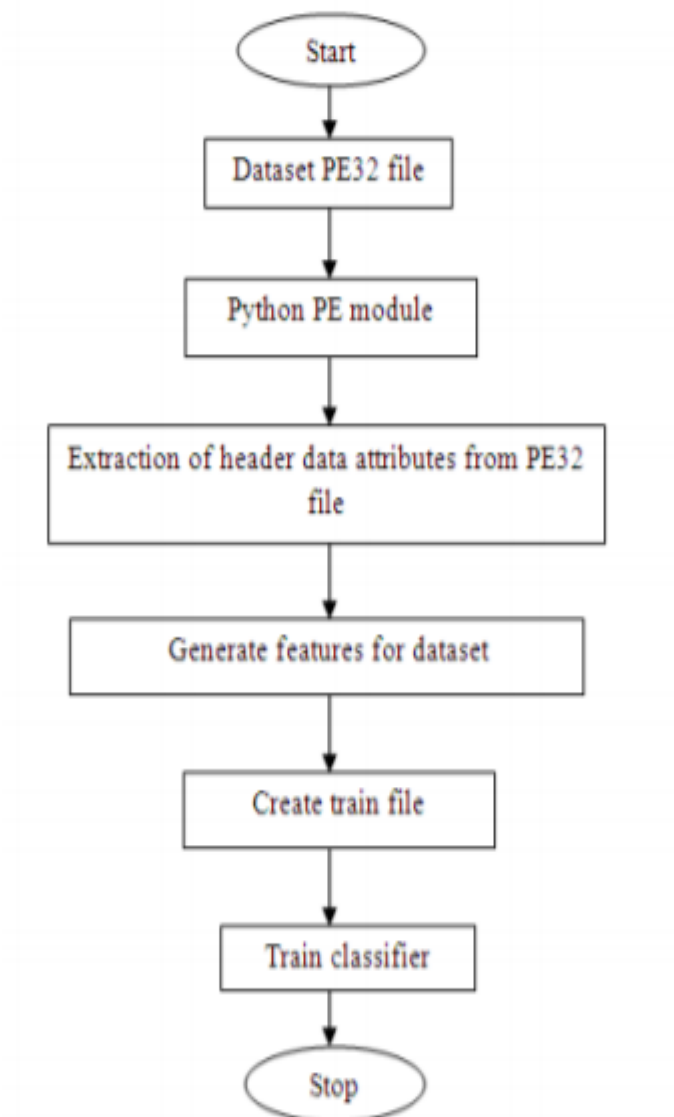 Start
Dataset PE32 file
Python PE module
Extraction of header data attributes from PE32
file
Generate features for dataset
Create train file
Train classifier
Stop